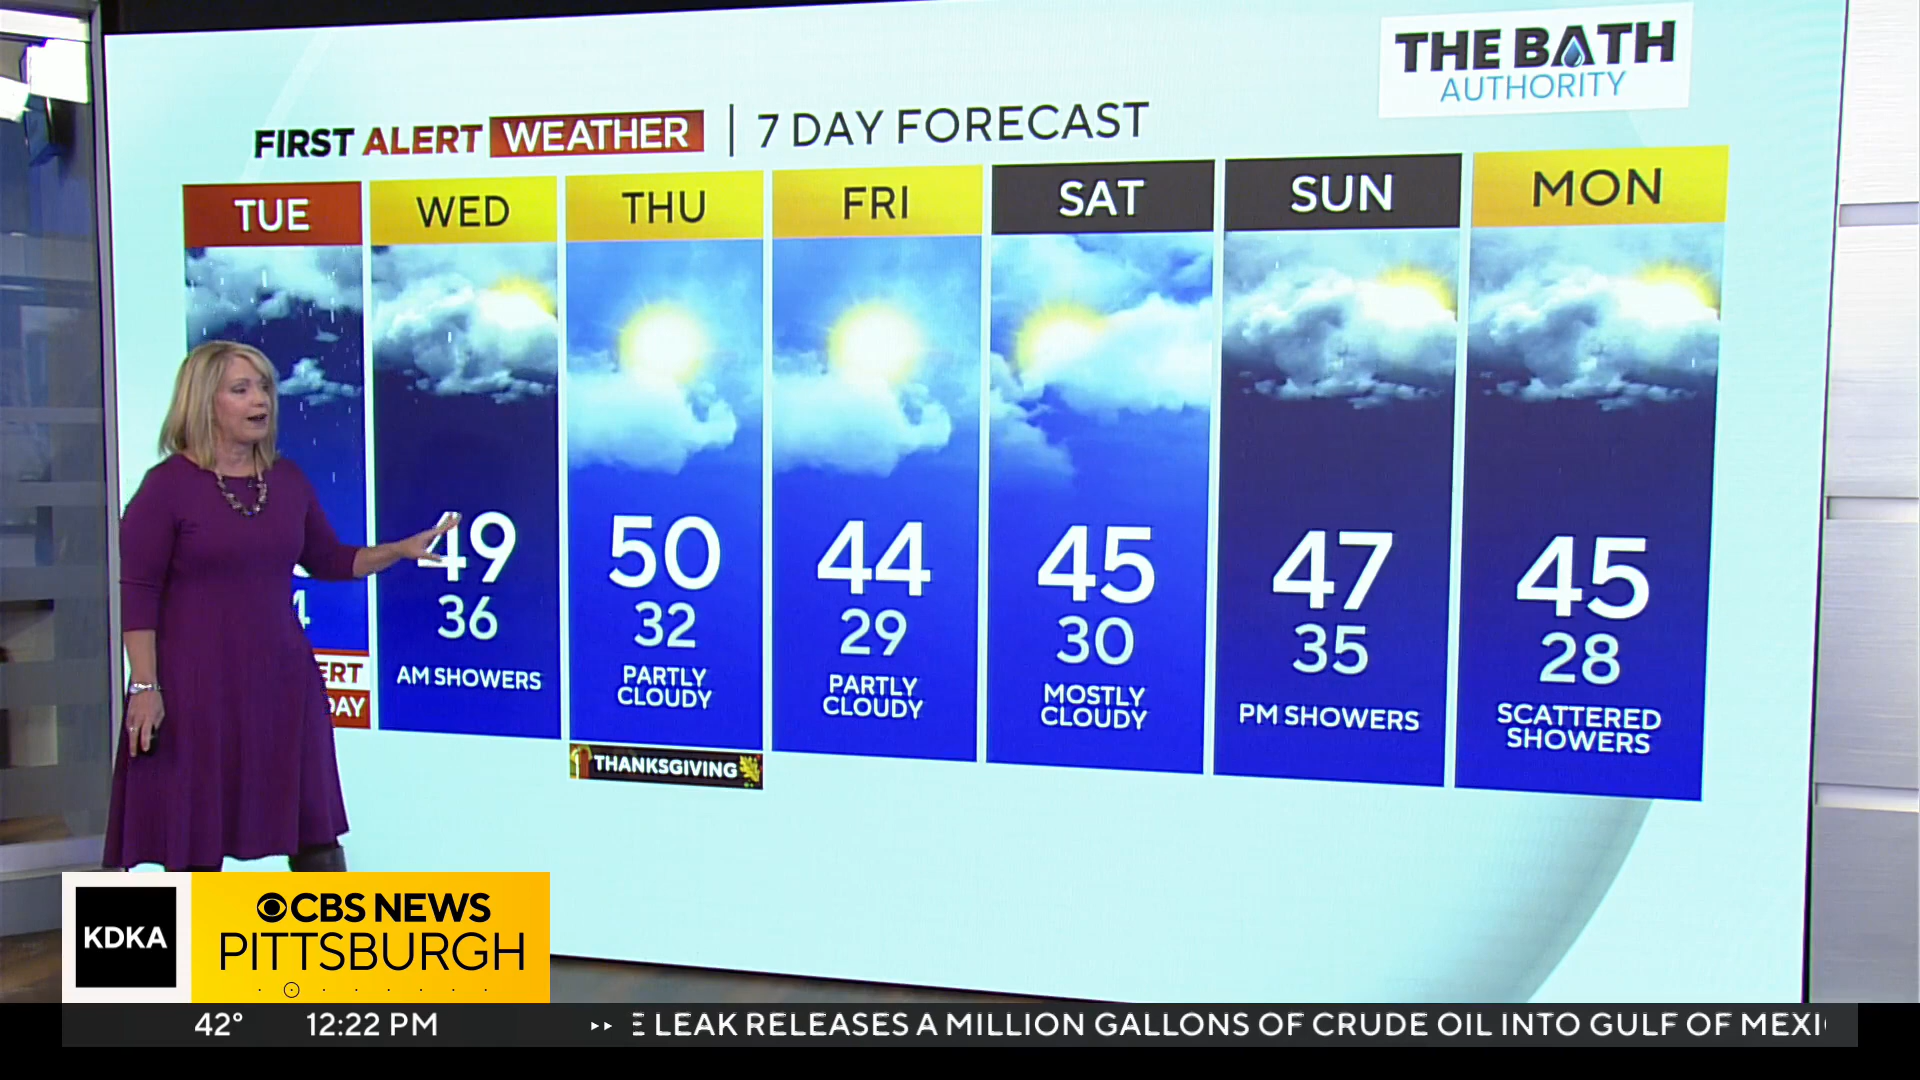 THE BATH
AUTHORITY
FIRST ALERT WEATHER | 7 DAY FORECAST
TUE
WED
THU
FRI
SAT
SUN
MON
49
36
AM SHOWERS
50
32
PARTLY
CLOUDY
THANKSGIVING
44
29
PARTLY
CLOUDY
45
30
MOSTLY
CLOUDY
47
35
PM SHOWERS
45
28
SCATTERED
SHOWERS
KDKA
CBS NEWS
PITTSBURGH
42° 12:22 PM E LEAK RELEASES A MILLION GALLONS OF CRUDE OIL INTO GULF OF MEXI